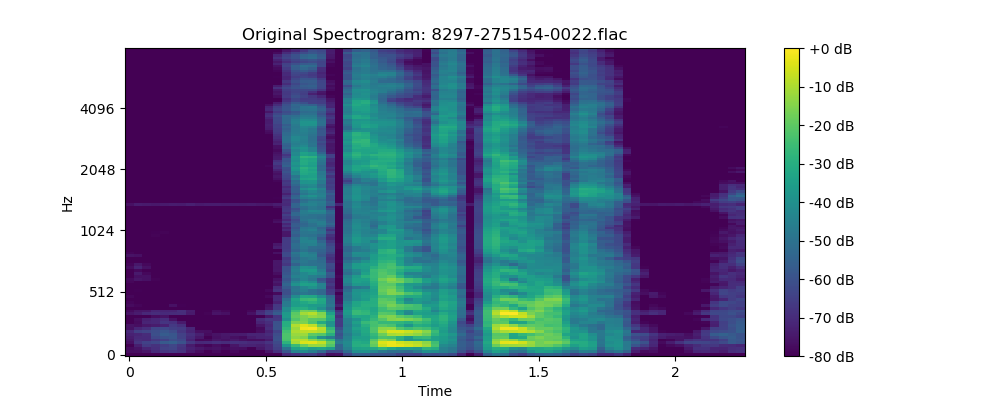 Original Spectrogram: 8297-275154-0022.flac
Hz
4096
2048
1024
512
0
0
0.5
1
1.5
2
Time
+0 dB
-10 dB
-20 dB
-30 dB
-40 dB
-50 dB
-60 dB
-70 dB
-80 dB